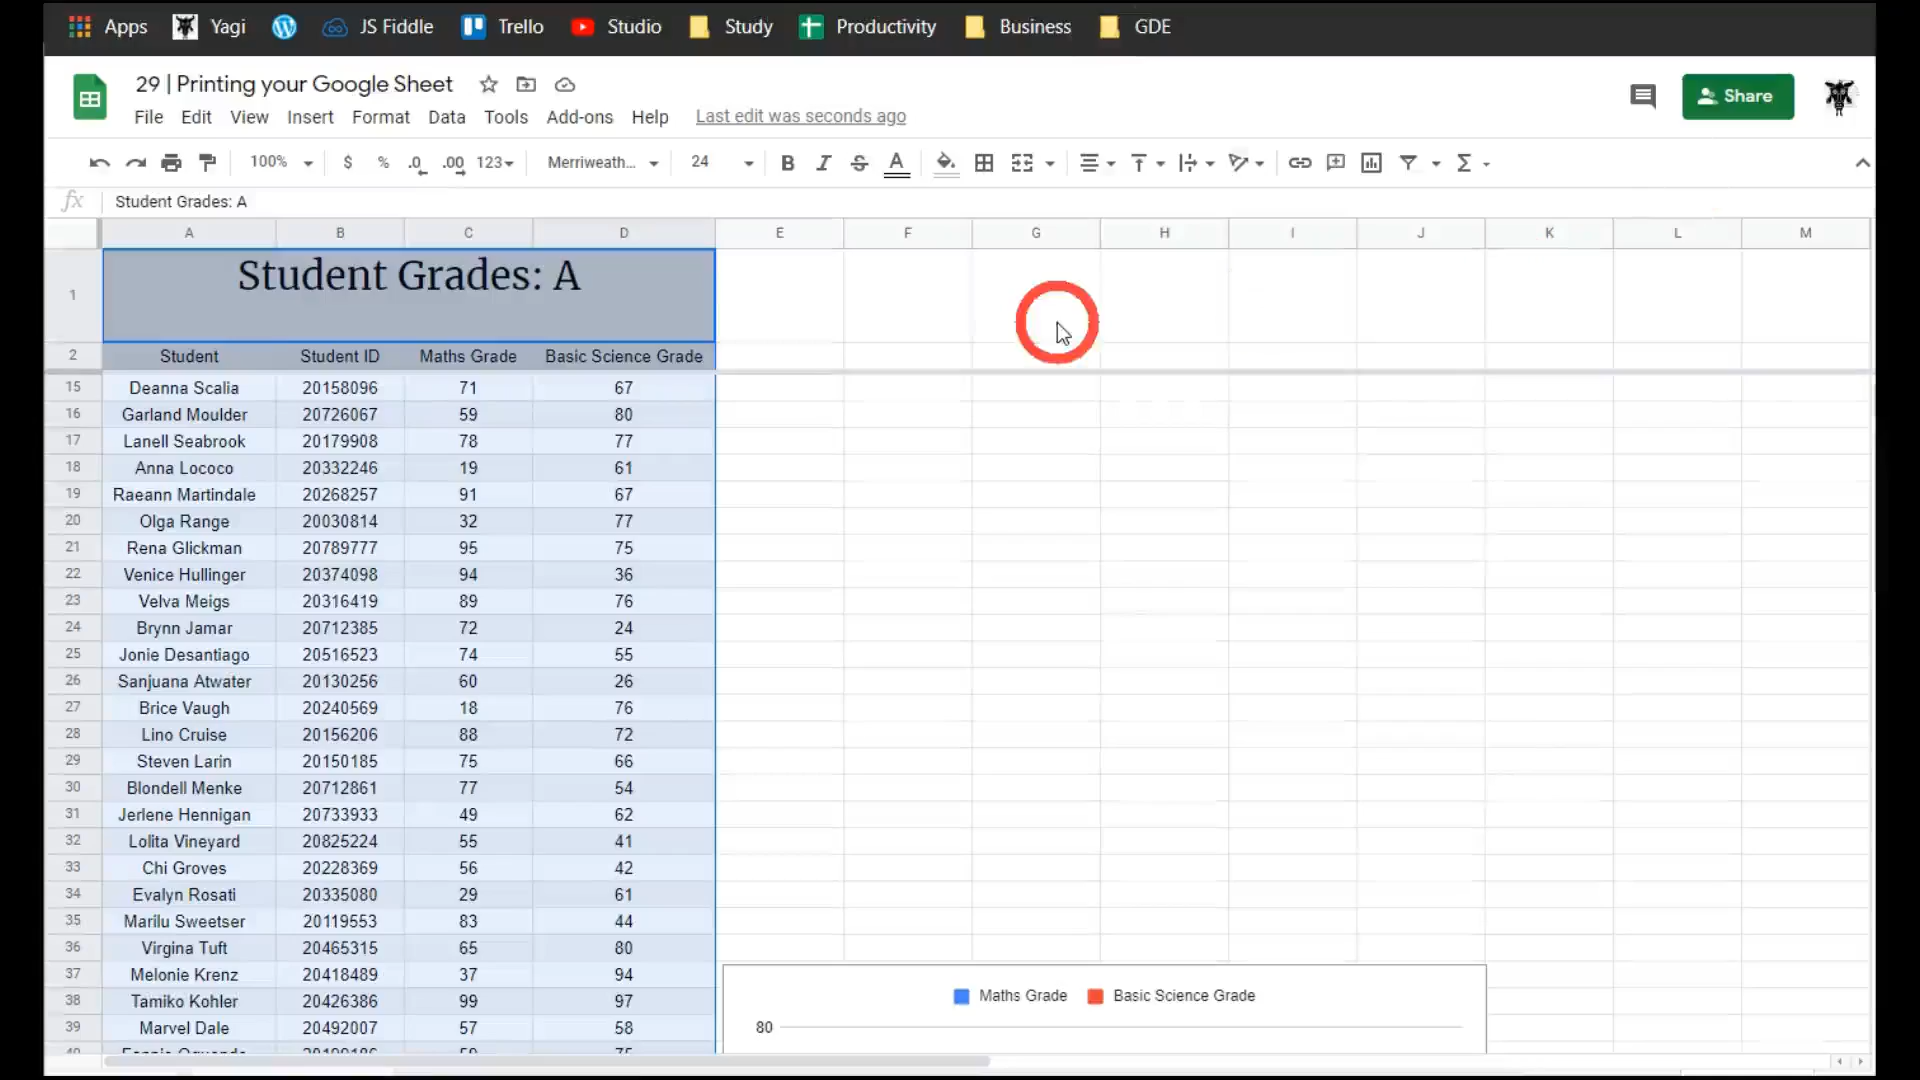 Apps Yagi JS Fiddle Trello Studio Study Productivity Business GDE
29 | Printing your Google Sheet
Share
File Edit View Insert Format Data Tools Add-ons Help Last edit was seconds ago
100% $ % .0 .00 123 Merriweath... 24 B I S A Σ
fx Student Grades: A
A B C D E F G H I J K L M
1 Student Grades: A
2 Student Student ID Maths Grade Basic Science Grade
15 Deanna Scalia 20158096 71 67
16 Garland Moulder 20726067 59 80
17 Lanell Seabrook 20179908 78 77
18 Anna Lococo 20332246 19 61
19 Raeann Martindale 20268257 91 67
20 Olga Range 20030814 32 77
21 Rena Glickman 20789777 95 75
22 Venice Hullinger 20374098 94 36
23 Velva Meigs 20316419 89 76
24 Brynn Jamar 20712385 72 24
25 Jonie Desantiago 20516523 74 55
26 Sanjuana Atwater 20130256 60 26
27 Brice Vaugh 20240569 18 76
28 Lino Cruise 20156206 88 72
29 Steven Larin 20150185 75 66
30 Blondell Menke 20712861 77 54
31 Jerlene Hennigan 20733933 49 62
32 Lolita Vineyard 20825224 55 41
33 Chi Groves 20228369 56 42
34 Evalyn Rosati 20335080 29 61
35 Marilu Sweetser 20119553 83 44
36 Virgina Tuft 20465315 65 80
37 Melonie Krenz 20418489 37 94
38 Tamiko Kohler 20426386 99 97
39 Marvel Dale 20492007 57 58
Maths Grade Basic Science Grade
80